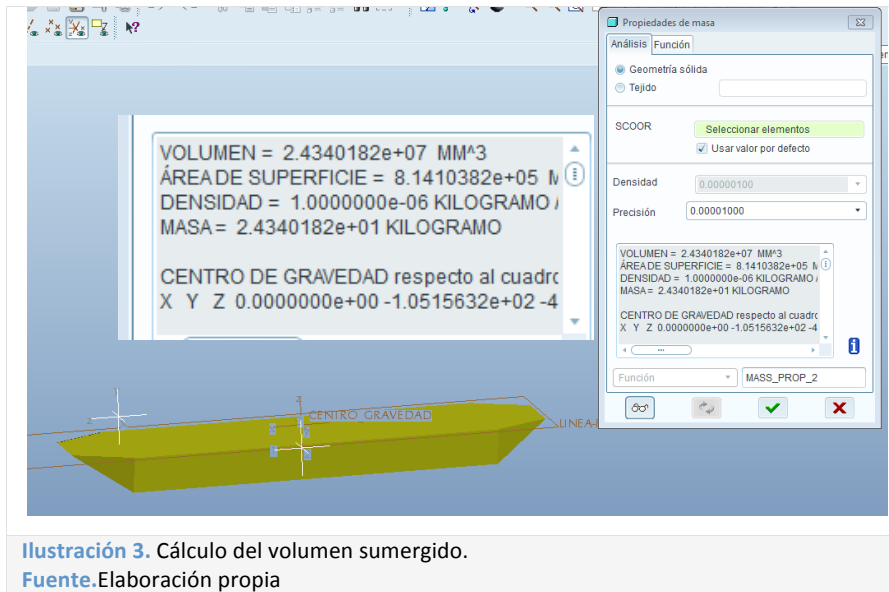 Propiedades de masa
Análisis Función
Geometría sólida
Tejido
SCOOR
Seleccionar elementos
Usar valor por defecto
Densidad 0.00000100
Precisión 0.00001000
VOLUMEN = 2.4340182e+07 MM^3
ÁREA DE SUPERFICIE = 8.1410382e+05 M
DENSIDAD = 1.0000000e-06 KILOGRAMO /
MASA = 2.4340182e+01 KILOGRAMO
CENTRO DE GRAVEDAD respecto al cuadro
X Y Z 0.0000000e+00 -1.0515632e+02 -4
Función MASS_PROP_2
VOLUMEN = 2.4340182e+07 MM^3
ÁREA DE SUPERFICIE = 8.1410382e+05 M
DENSIDAD = 1.0000000e-06 KILOGRAMO /
MASA = 2.4340182e+01 KILOGRAMO
CENTRO DE GRAVEDAD respecto al cuadro
X Y Z 0.0000000e+00 -1.0515632e+02 -4
Z
CENTRO_GRAVEDAD
Z
Ilustración 3. Cálculo del volumen sumergido.
Fuente.Elaboración propia